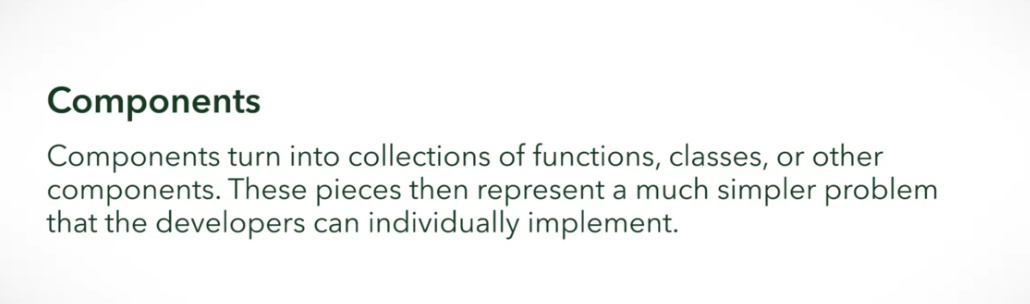 Components
Components turn into collections of functions, classes, or other
components. These pieces then represent a much simpler problem
that the developers can individually implement.